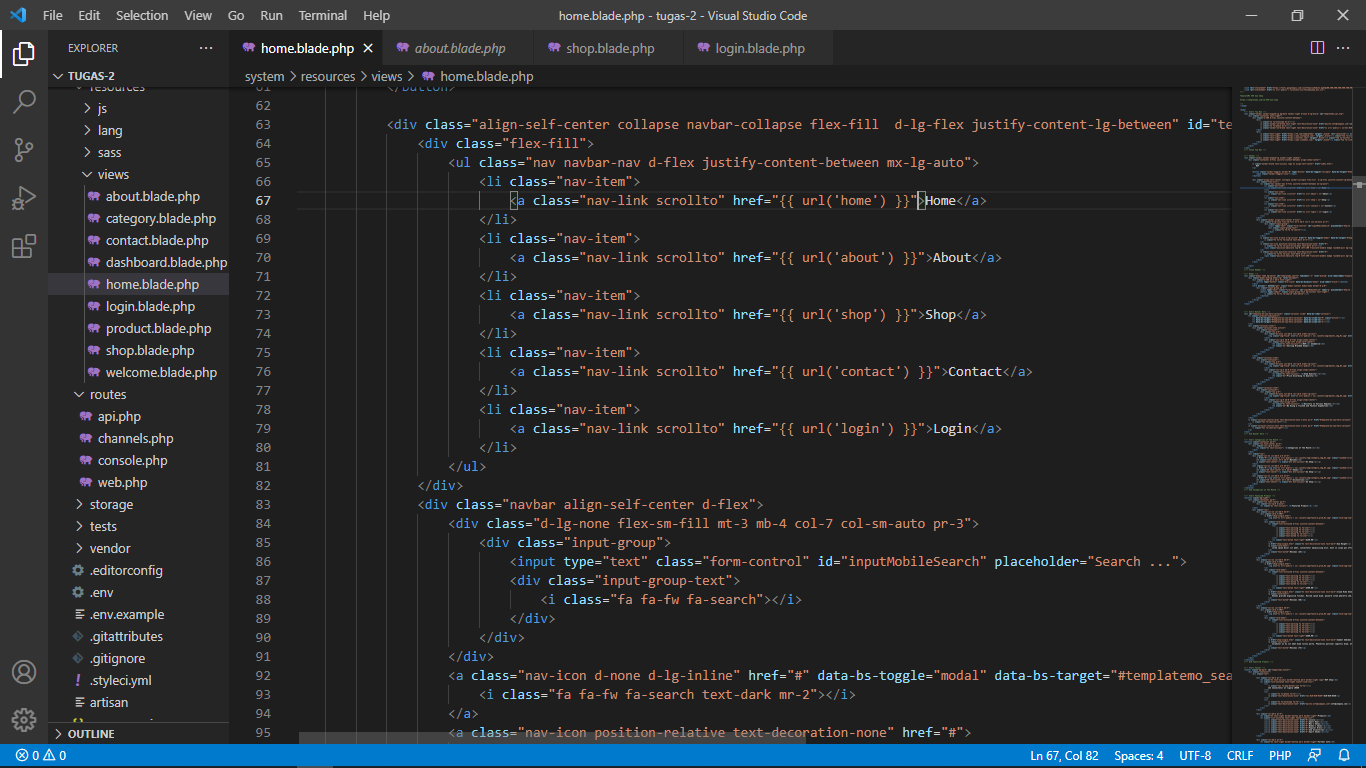 File Edit Selection View Go Run Terminal Help
home.blade.php - tugas-2 - Visual Studio Code
EXPLORER
TUGAS-2
resources
js
lang
sass
views
about.blade.php
category.blade.php
contact.blade.php
dashboard.blade.php
home.blade.php
login.blade.php
product.blade.php
shop.blade.php
welcome.blade.php
routes
api.php
channels.php
console.php
web.php
storage
tests
vendor
.editorconfig
.env
.env.example
.gitattributes
.gitignore
.styleci.yml
artisan
OUTLINE
home.blade.php about.blade.php shop.blade.php login.blade.php
system > resources > views > home.blade.php
61 </button>
62
63 <div class="align-self-center collapse navbar-collapse flex-fill  d-lg-flex justify-content-lg-between" id="te
64 <div class="flex-fill">
65 <ul class="nav navbar-nav d-flex justify-content-between mx-lg-auto">
66 <li class="nav-item">
67 <a class="nav-link scrollto" href="{{ url('home') }}">Home</a>
68 </li>
69 <li class="nav-item">
70 <a class="nav-link scrollto" href="{{ url('about') }}">About</a>
71 </li>
72 <li class="nav-item">
73 <a class="nav-link scrollto" href="{{ url('shop') }}">Shop</a>
74 </li>
75 <li class="nav-item">
76 <a class="nav-link scrollto" href="{{ url('contact') }}">Contact</a>
77 </li>
78 <li class="nav-item">
79 <a class="nav-link scrollto" href="{{ url('login') }}">Login</a>
80 </li>
81 </ul>
82 </div>
83 <div class="navbar align-self-center d-flex">
84 <div class="d-lg-none flex-sm-fill mt-3 mb-4 col-7 col-sm-auto pr-3">
85 <div class="input-group">
86 <input type="text" class="form-control" id="inputMobileSearch" placeholder="Search ...">
87 <div class="input-group-text">
88 <i class="fa fa-fw fa-search"></i>
89 </div>
90 </div>
91 </div>
92 <a class="nav-icon d-none d-lg-inline" href="#" data-bs-toggle="modal" data-bs-target="#templatemo_sea
93 <i class="fa fa-fw fa-search text-dark mr-2"></i>
94 </a>
95 <a class="nav-icon position-relative text-decoration-none" href="#">
0 0
Ln 67, Col 82 Spaces: 4 UTF-8 CRLF PHP